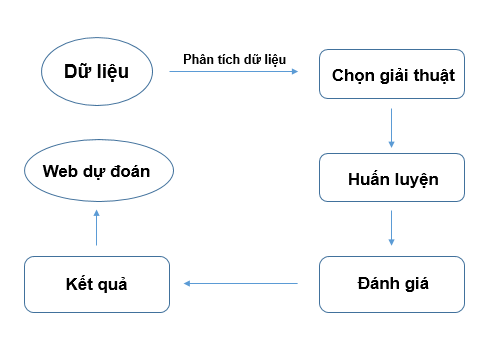 Dữ liệu
Phân tích dữ liệu
Chọn giải thuật
Huấn luyện
Đánh giá
Kết quả
Web dự đoán